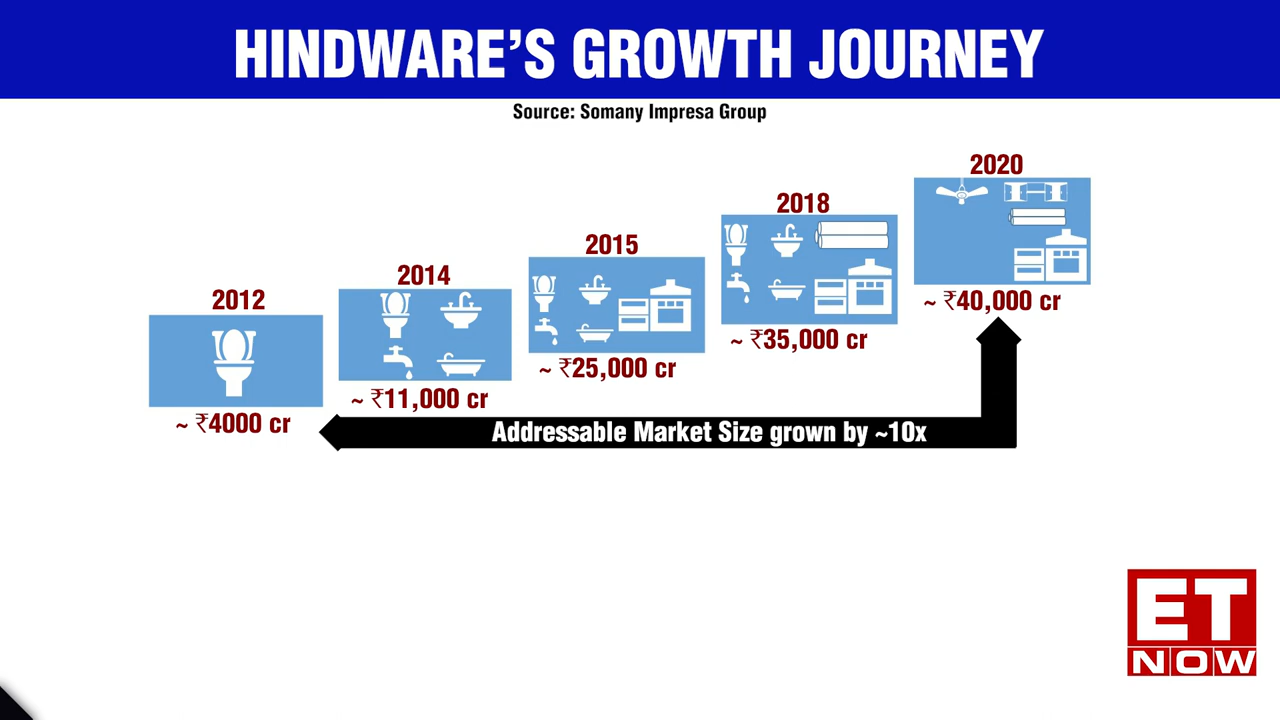 HINDWARE'S GROWTH JOURNEY
Source: Somany Impresa Group
2012
~ ₹4000 cr
2014
~ ₹11,000 cr
2015
~ ₹25,000 cr
2018
~ ₹35,000 cr
2020
~ ₹40,000 cr
Addressable Market Size grown by ~10x
ET
NOW